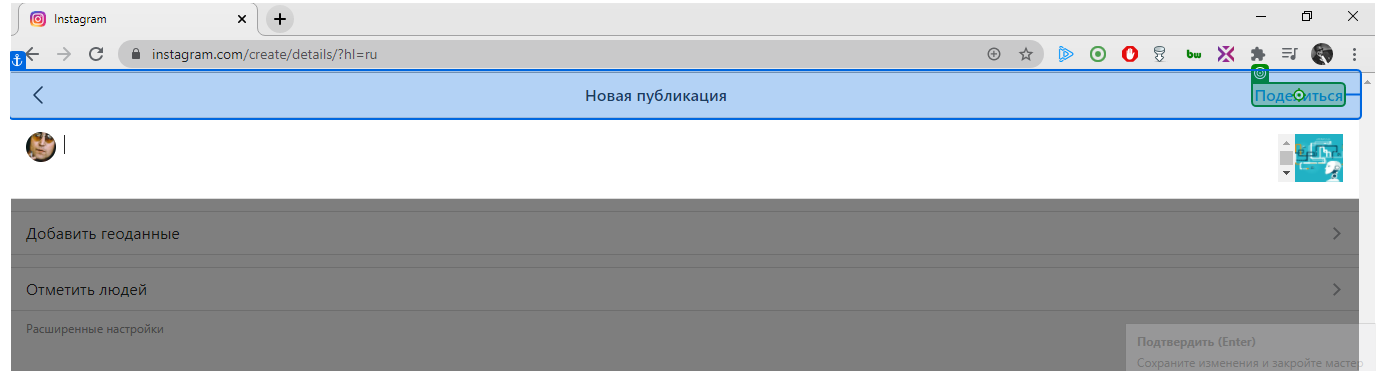 Instagram
instagram.com/create/details/?hl=ru
bw
Новая публикация
Поделиться
Добавить геоданные
Отметить людей
Расширенные настройки
Подтвердить (Enter)
Сохраните изменения и закройте мастер